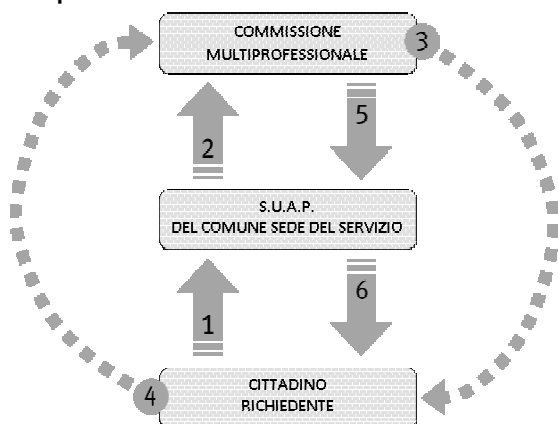 COMMISSIONE
MULTIPROFESSIONALE
3
2
5
S.U.A.P.
DEL COMUNE SEDE DEL SERVIZIO
1
6
4
CITTADINO
RICHIEDENTE